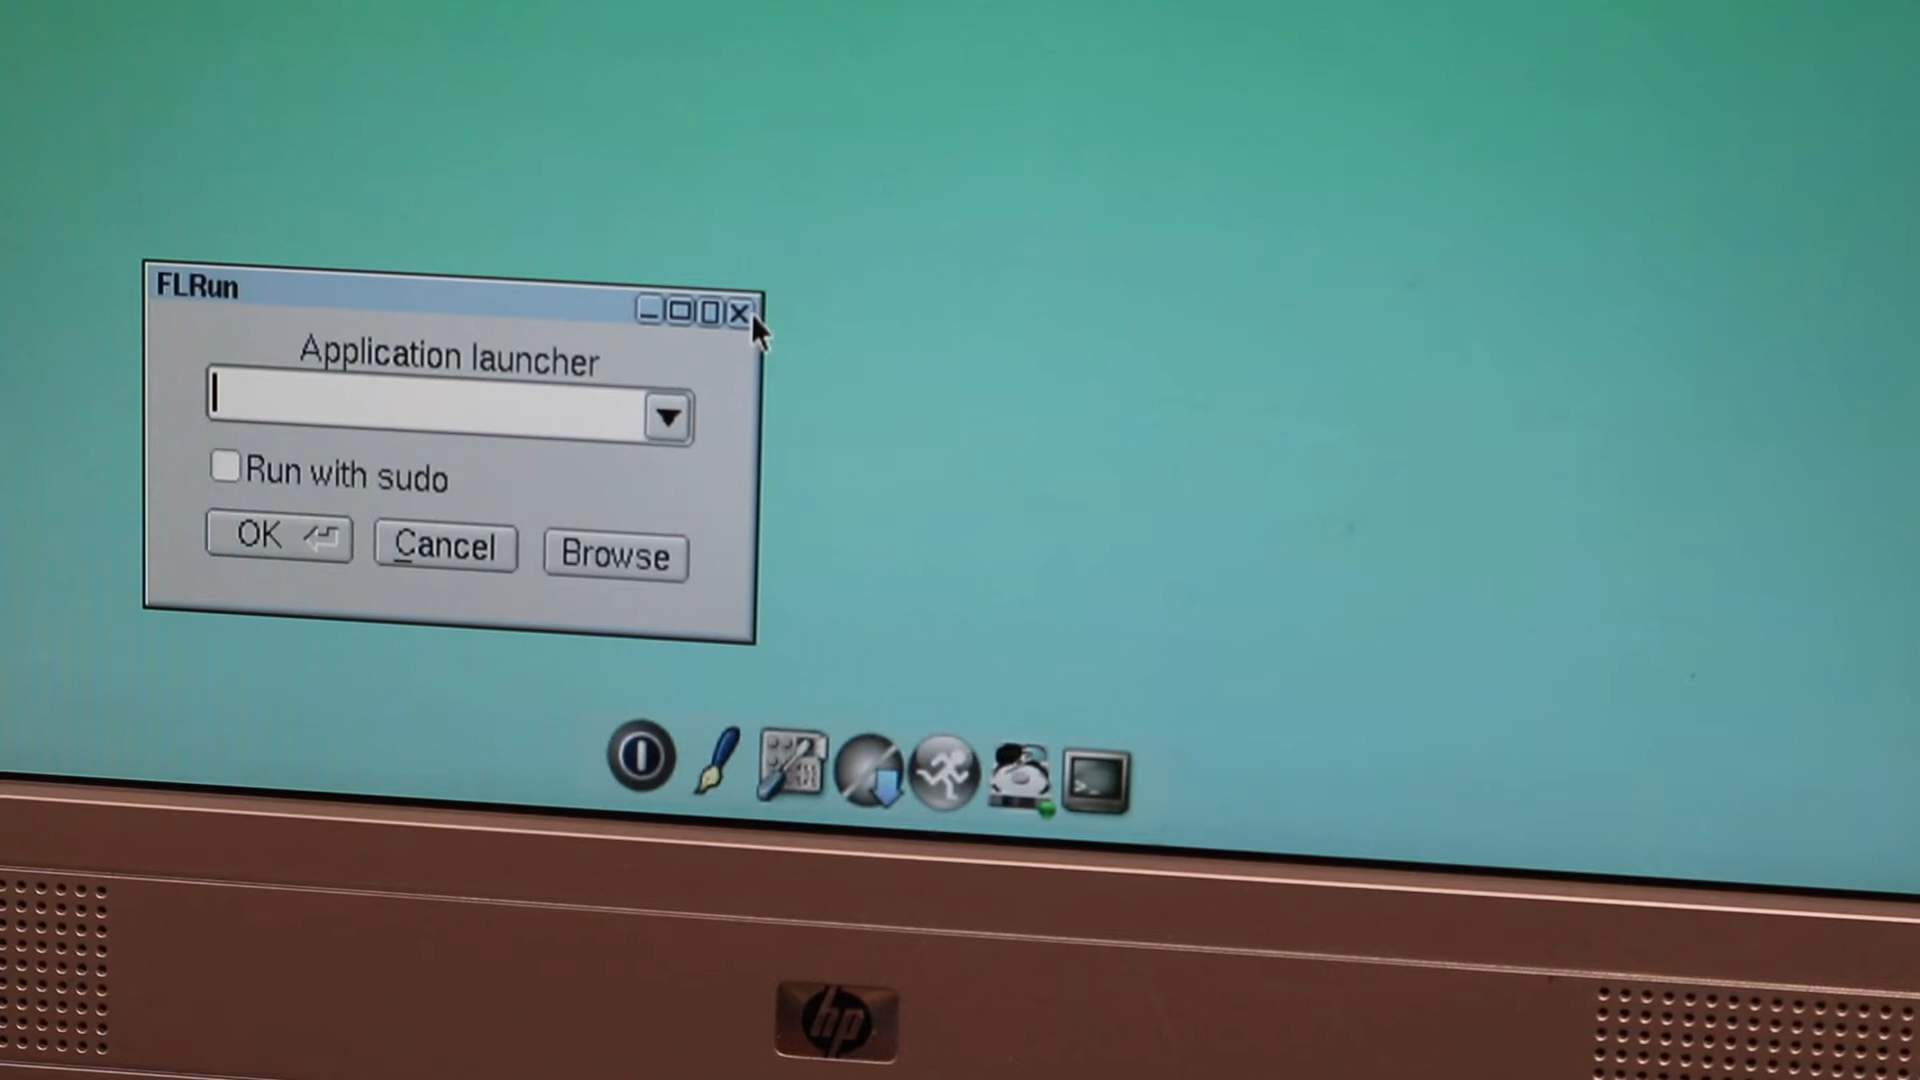 FLRun
Application launcher
Run with sudo
OK
Cancel
Browse
>_
hp